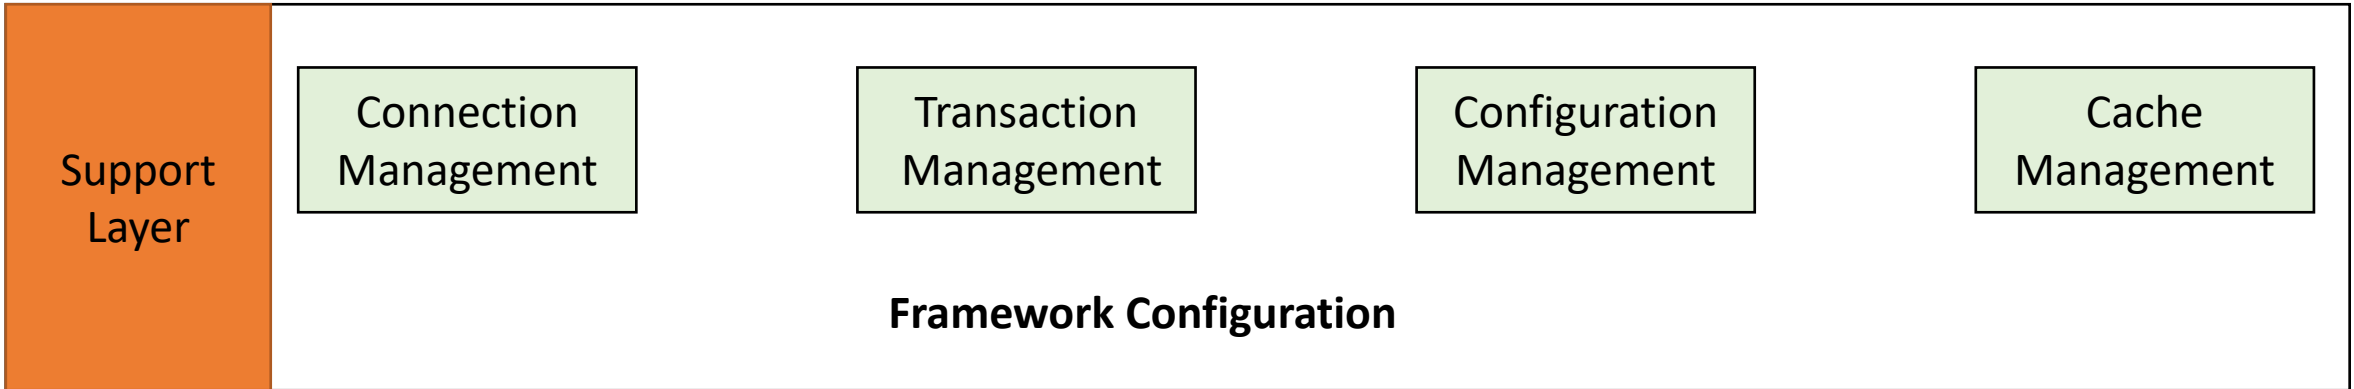 Support
Layer
Connection
Management
Transaction
Management
Configuration
Management
Cache
Management
Framework Configuration